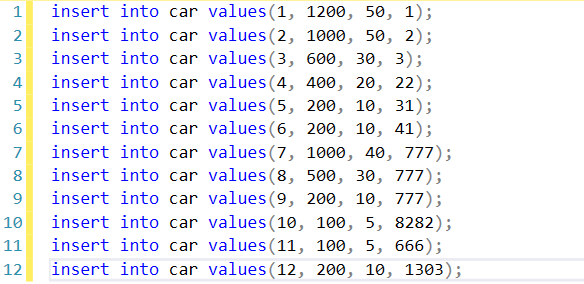 1 insert into car values(1, 1200, 50, 1);
2 insert into car values(2, 1000, 50, 2);
3 insert into car values(3, 600, 30, 3);
4 insert into car values(4, 400, 20, 22);
5 insert into car values(5, 200, 10, 31);
6 insert into car values(6, 200, 10, 41);
7 insert into car values(7, 1000, 40, 777);
8 insert into car values(8, 500, 30, 777);
9 insert into car values(9, 200, 10, 777);
10 insert into car values(10, 100, 5, 8282);
11 insert into car values(11, 100, 5, 666);
12 insert into car values(12, 200, 10, 1303);